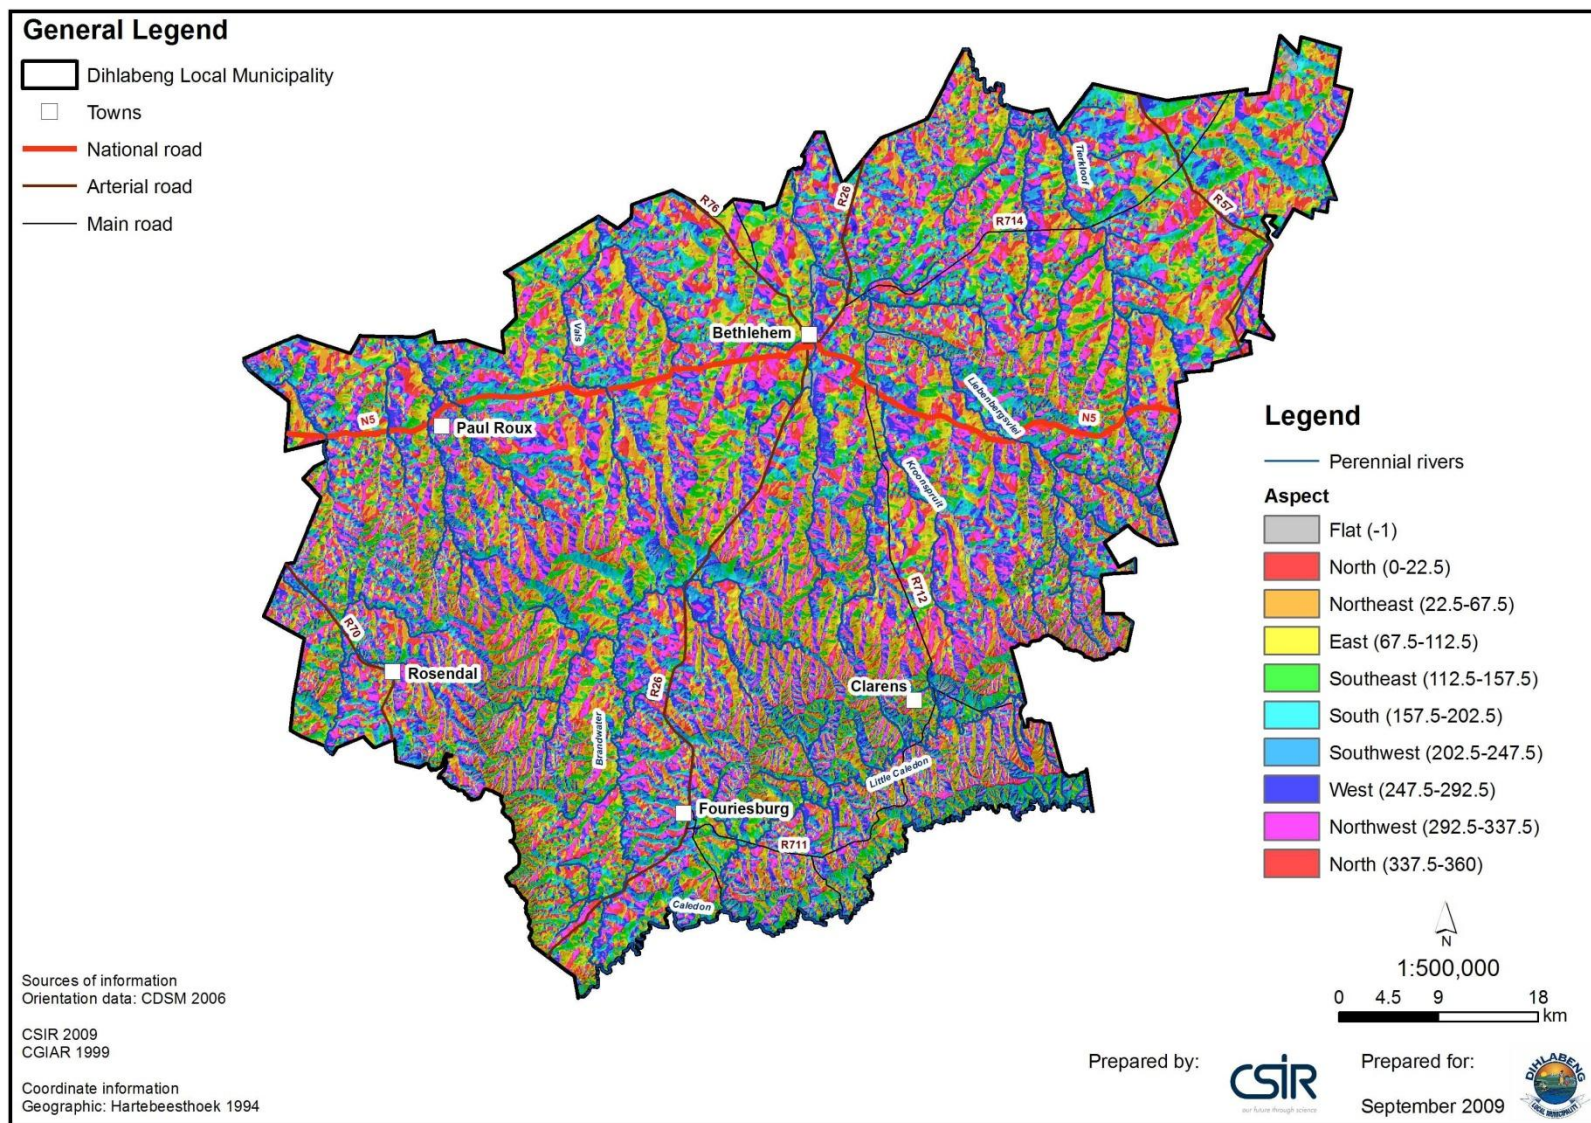 General Legend
Dihlabeng Local Municipality
Towns
National road
Arterial road
Main road
R76
R26
R714
Tierkloof
R57
Vals
Bethlehem
N5
Paul Roux
Liebenbergsvlei
N5
Kroonspruit
R712
R70
Rosendal
R26
Clarens
Brandwater
Little Caledon
Fouriesburg
R711
Caledon
Legend
Perennial rivers
Aspect
Flat (-1)
North (0-22.5)
Northeast (22.5-67.5)
East (67.5-112.5)
Southeast (112.5-157.5)
South (157.5-202.5)
Southwest (202.5-247.5)
West (247.5-292.5)
Northwest (292.5-337.5)
North (337.5-360)
N
1:500,000
0 4.5 9 18
km
Sources of information
Orientation data: CDSM 2006
CSIR 2009
CGIAR 1999
Coordinate information
Geographic: Hartebeesthoek 1994
Prepared by:
CSIR
our future through science
Prepared for:
September 2009
DIHLABENG
LOCAL MUNICIPALITY